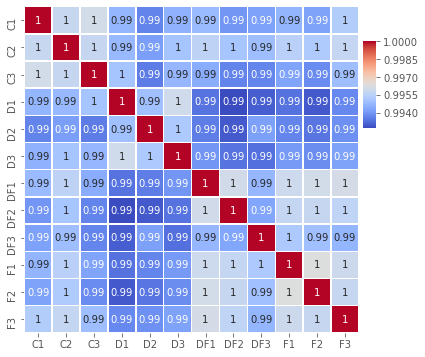 C1 1 1 1 0.99 0.99 0.99 0.99 0.99 0.99 0.99 0.99 1
C2 1 1 1 0.99 0.99 1 1 1 0.99 1 1 1
C3 1 1 1 1 0.99 0.99 0.99 0.99 0.99 0.99 0.99 0.99
D1 0.99 0.99 1 1 0.99 1 0.99 0.99 0.99 0.99 0.99 0.99
D2 0.99 0.99 0.99 0.99 1 1 0.99 0.99 0.99 0.99 0.99 0.99
D3 0.99 1 0.99 1 1 1 0.99 0.99 0.99 0.99 0.99 0.99
DF1 0.99 1 0.99 0.99 0.99 0.99 1 1 0.99 1 1 1
DF2 0.99 1 0.99 0.99 0.99 0.99 1 1 0.99 1 1 1
DF3 0.99 0.99 0.99 0.99 0.99 0.99 0.99 0.99 1 1 0.99 0.99
F1 0.99 1 0.99 0.99 0.99 0.99 1 1 1 1 1 1
F2 0.99 1 0.99 0.99 0.99 0.99 1 1 0.99 1 1 1
F3 1 1 0.99 0.99 0.99 0.99 1 1 0.99 1 1 1
C1 C2 C3 D1 D2 D3 DF1 DF2 DF3 F1 F2 F3
1.0000
0.9985
0.9970
0.9955
0.9940